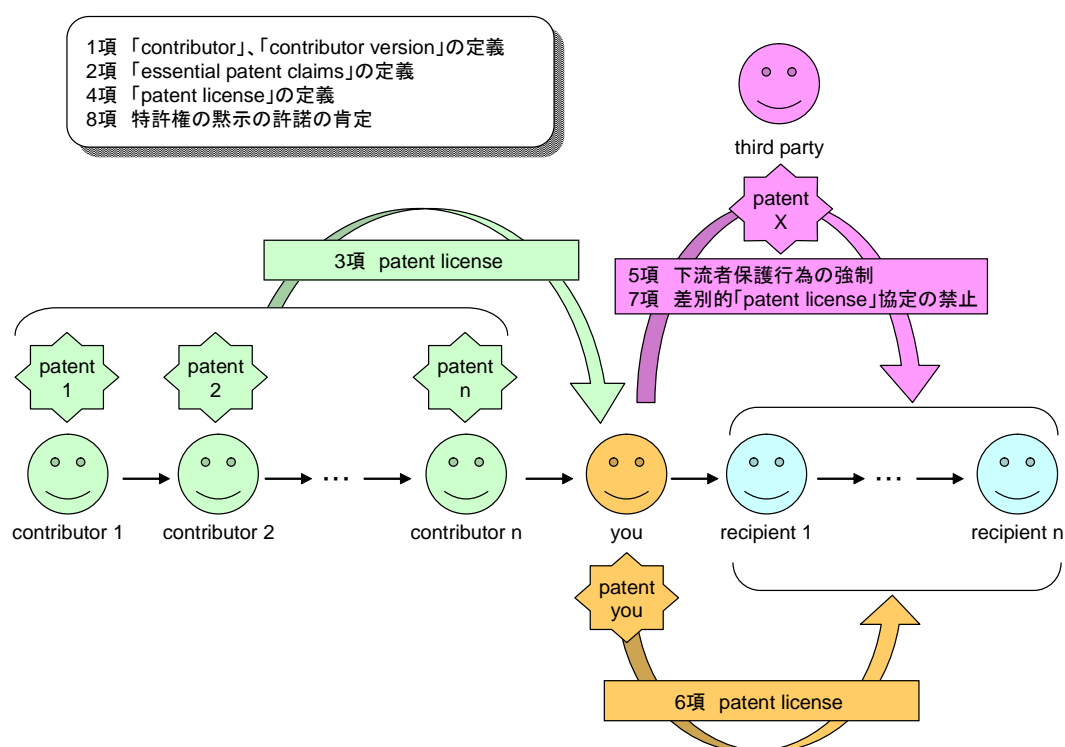 1項 「contributor」、「contributor version」の定義
2項 「essential patent claims」の定義
4項 「patent license」の定義
8項 特許権の黙示の許諾の肯定
third party
patent
X
3項 patent license
5項 下流者保護行為の強制
7項 差別的「patent license」協定の禁止
patent
1
patent
2
patent
n
...
...
contributor 1
contributor 2
contributor n
you
recipient 1
recipient n
patent
you
6項 patent license